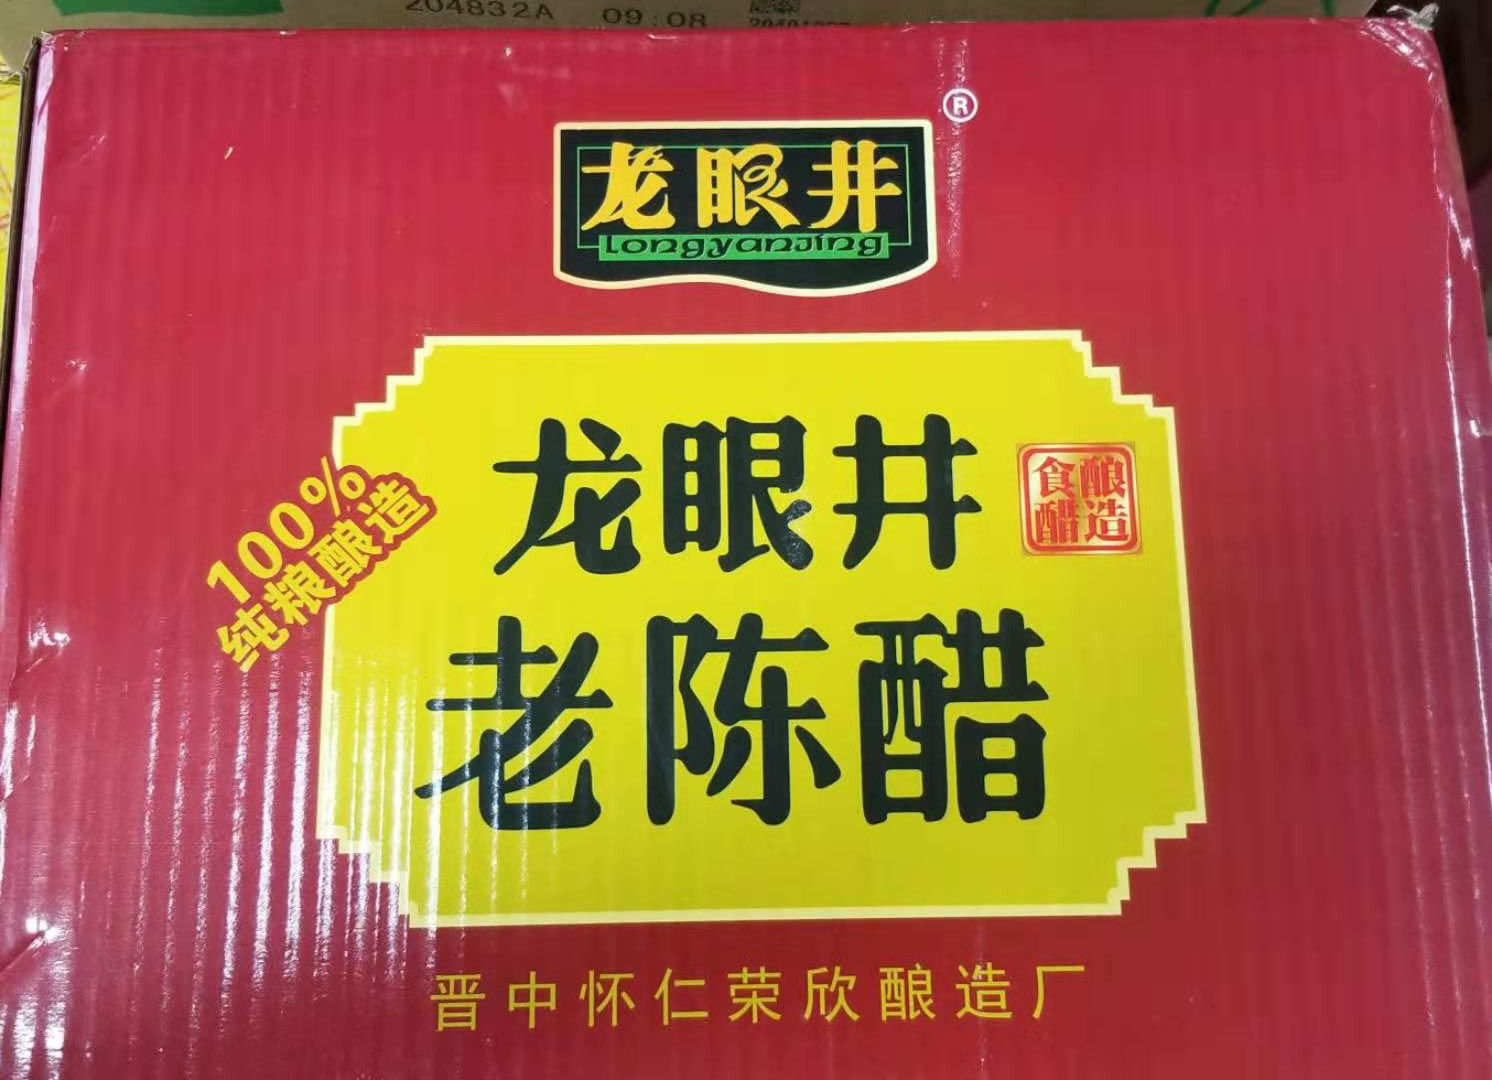 204832A 09:08
龙眼井
Longyanjing
®
龙眼井
酿造
食醋
100%
纯粮酿造
老陈醋
晋中怀仁荣欣酿造厂